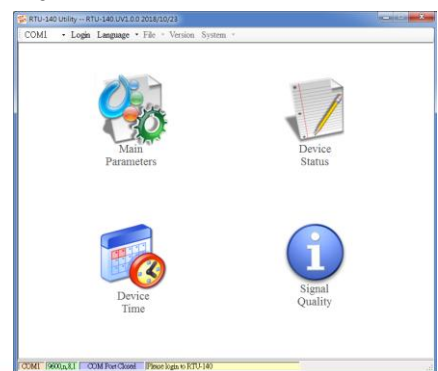 RTU-140 Utility -- RTU-140.UV1.0.0 2018/10/23
COM1 Login Language File Version System
Main
Parameters
Device
Status
Device
Time
Signal
Quality
COM1 9600,n,8,1 COM Port Closed Please login to RTU-140